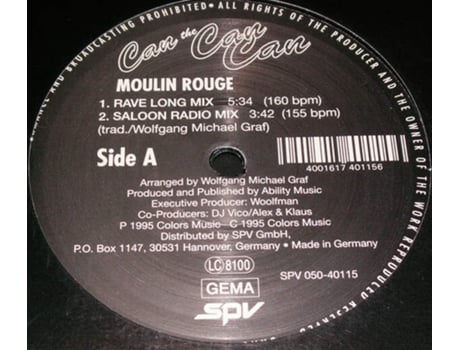 BROADCASTING PROHIBITED • ALL RIGHTS OF THE PRODUCER AND THE OWNER OF THE WORK REPRODUCED
Can the Can Can Can
MOULIN ROUGE
1. RAVE LONG MIX 5:34 (160 bpm)
2. SALOON RADIO MIX 3:42 (155 bpm)
(trad./Wolfgang Michael Graf)
Side A
4001617 401156
Arranged by Wolfgang Michael Graf
Produced and Published by Ability Music
Executive Producer: Woolfman
Co-Producers: DJ Vico/Alex & Klaus
P 1995 Colors Music C 1995 Colors Music
Distributed by SPV GmbH,
P.O. Box 1147, 30531 Hannover, Germany • Made in Germany
LC 8100
SPV 050-40115
GEMA
SPV